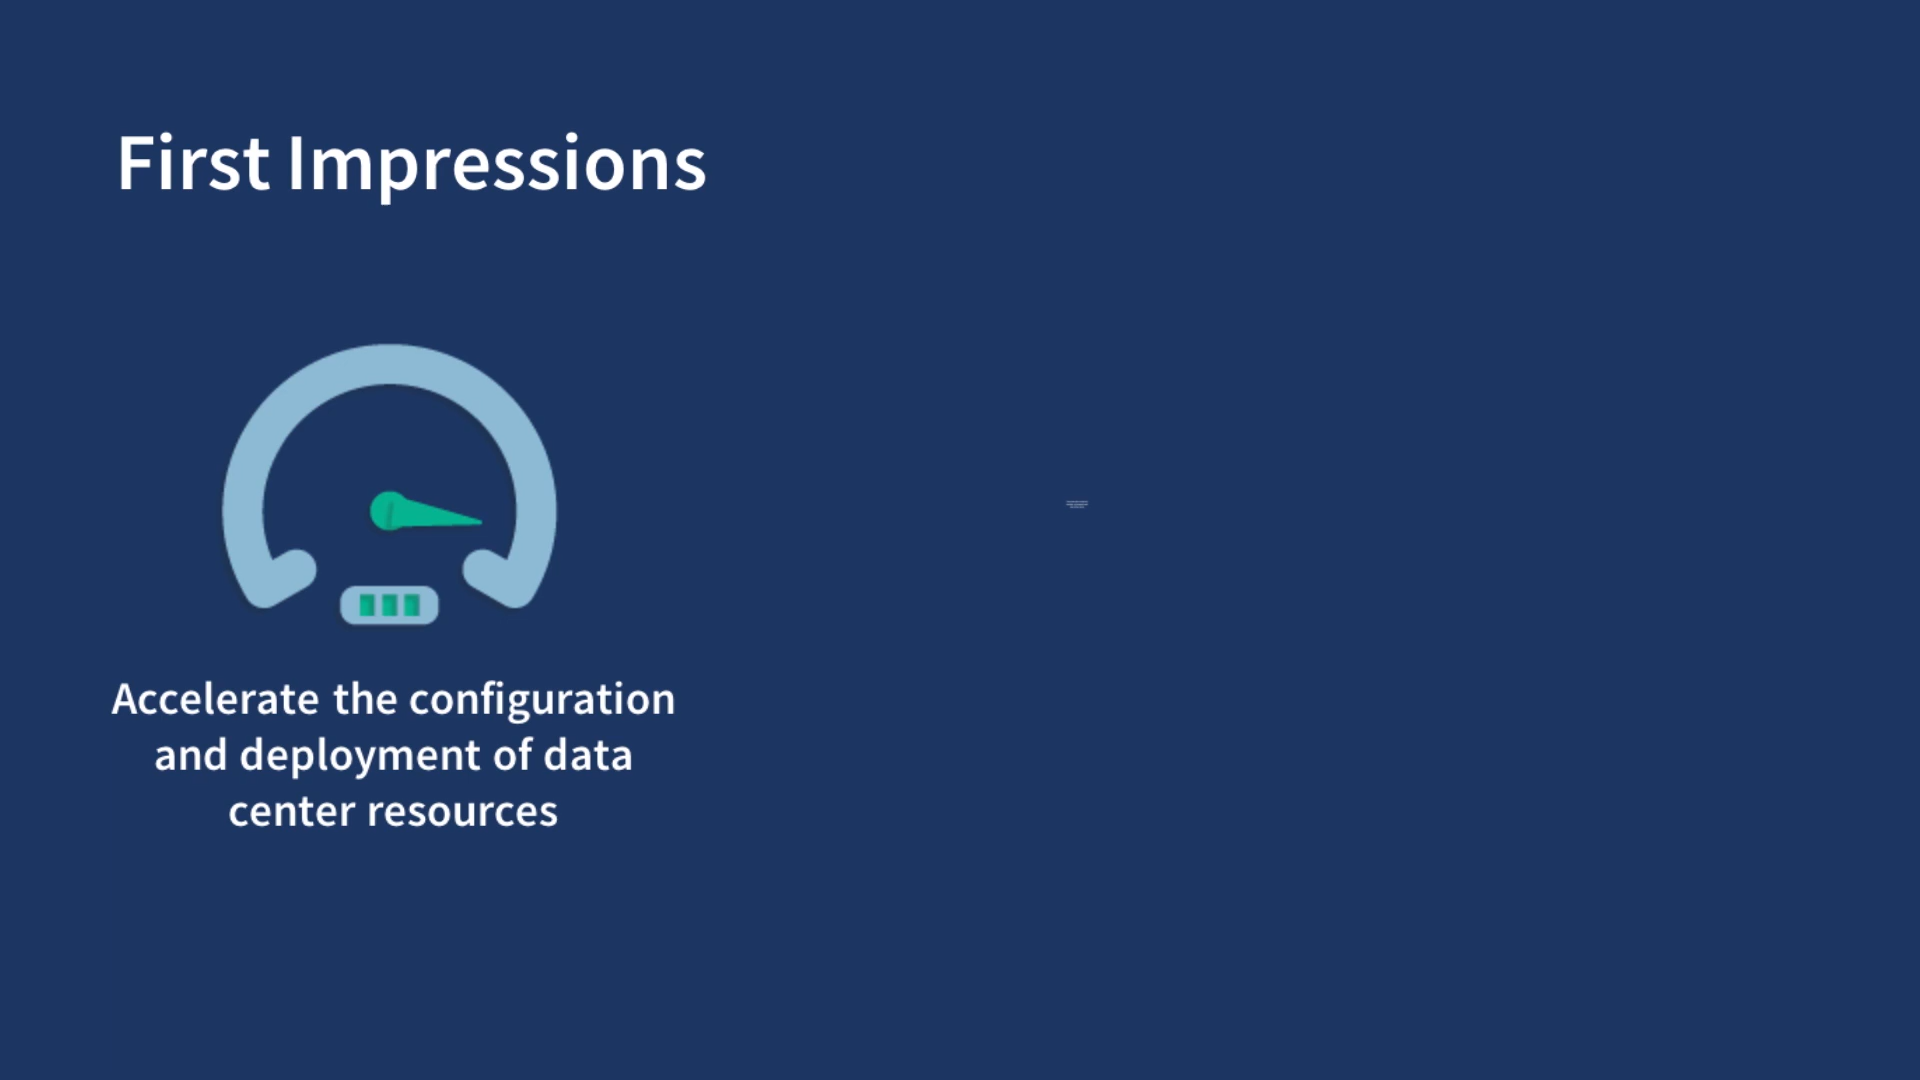 First Impressions
Accelerate the configuration
and deployment of data
center resources